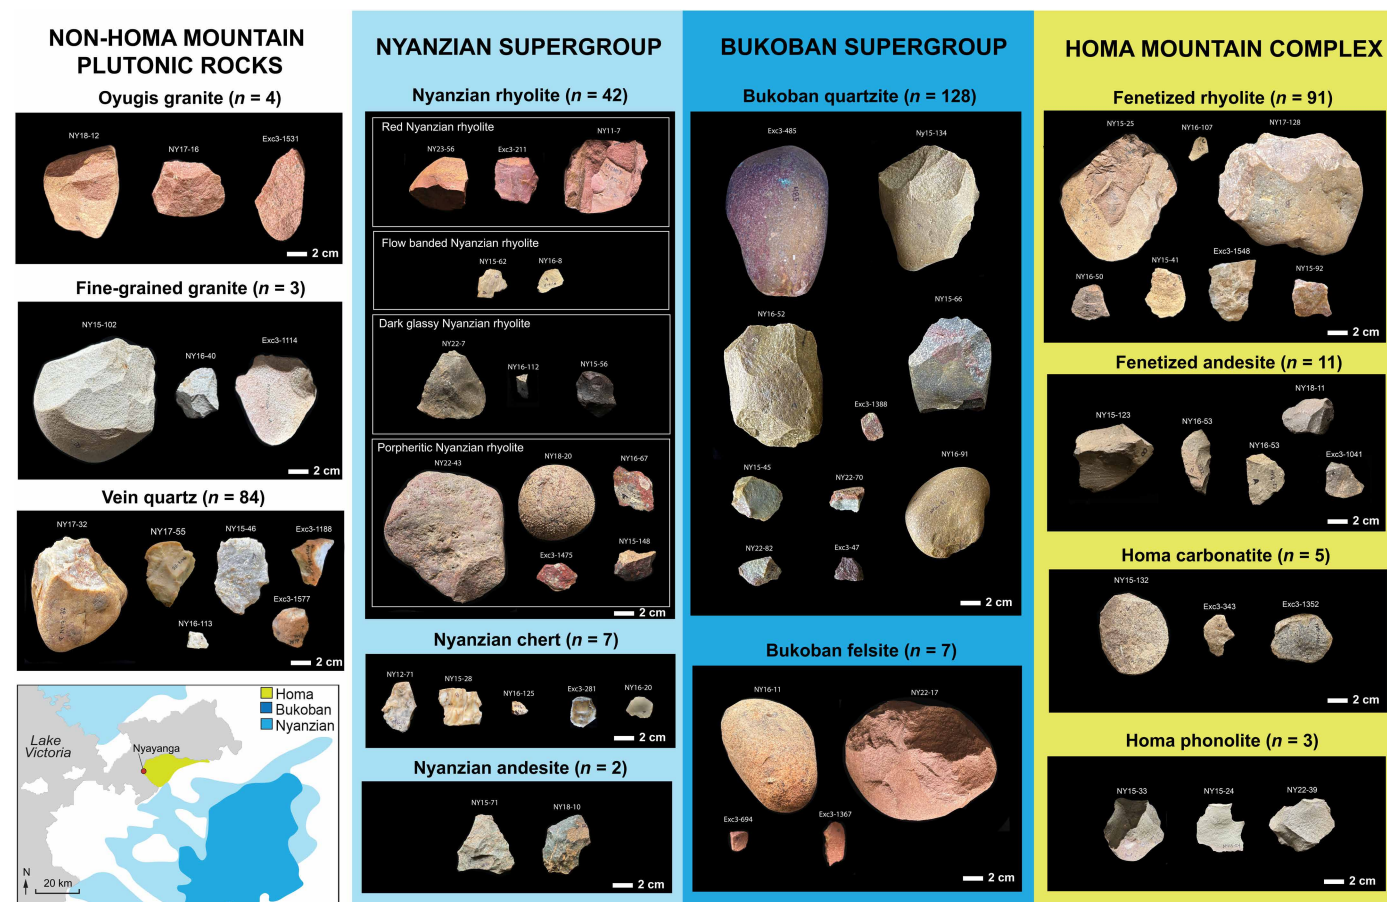 NON-HOMA MOUNTAIN
PLUTONIC ROCKS
Oyugis granite (n = 4)
NY18-12
NY17-16
Exc3-1531
2 cm
Fine-grained granite (n = 3)
NY15-102
NY16-40
Exc3-1114
2 cm
Vein quartz (n = 84)
NY17-32
NY17-55
NY15-46
Exc3-1188
Exc3-1577
NY16-113
2 cm
Homa
Bukoban
Nyanzian
Lake
Victoria
Nyayanga
N
20 km
NYANZIAN SUPERGROUP
Nyanzian rhyolite (n = 42)
Red Nyanzian rhyolite
NY23-56
Exc3-211
NY11-7
Flow banded Nyanzian rhyolite
NY15-62
NY16-8
Dark glassy Nyanzian rhyolite
NY22-7
NY16-112
NY15-56
Porpheritic Nyanzian rhyolite
NY22-43
NY18-20
NY16-67
Exc3-1475
NY15-148
2 cm
Nyanzian chert (n = 7)
NY12-71
NY15-28
NY16-125
Exc3-281
NY16-20
2 cm
Nyanzian andesite (n = 2)
NY15-71
NY18-10
2 cm
BUKOBAN SUPERGROUP
Bukoban quartzite (n = 128)
Exc3-485
Ny15-134
NY16-52
NY15-66
Exc3-1388
NY15-45
NY22-70
NY16-91
NY22-82
Exc3-47
2 cm
Bukoban felsite (n = 7)
NY16-11
NY22-17
Exc3-694
Exc3-1367
2 cm
HOMA MOUNTAIN COMPLEX
Fenetized rhyolite (n = 91)
NY15-25
NY16-107
NY17-128
NY16-50
NY15-41
Exc3-1548
NY15-92
2 cm
Fenetized andesite (n = 11)
NY15-123
NY16-53
NY18-11
NY16-53
Exc3-1041
2 cm
Homa carbonatite (n = 5)
NY15-132
Exc3-343
Exc3-1352
2 cm
Homa phonolite (n = 3)
NY15-33
NY15-24
NY22-39
2 cm